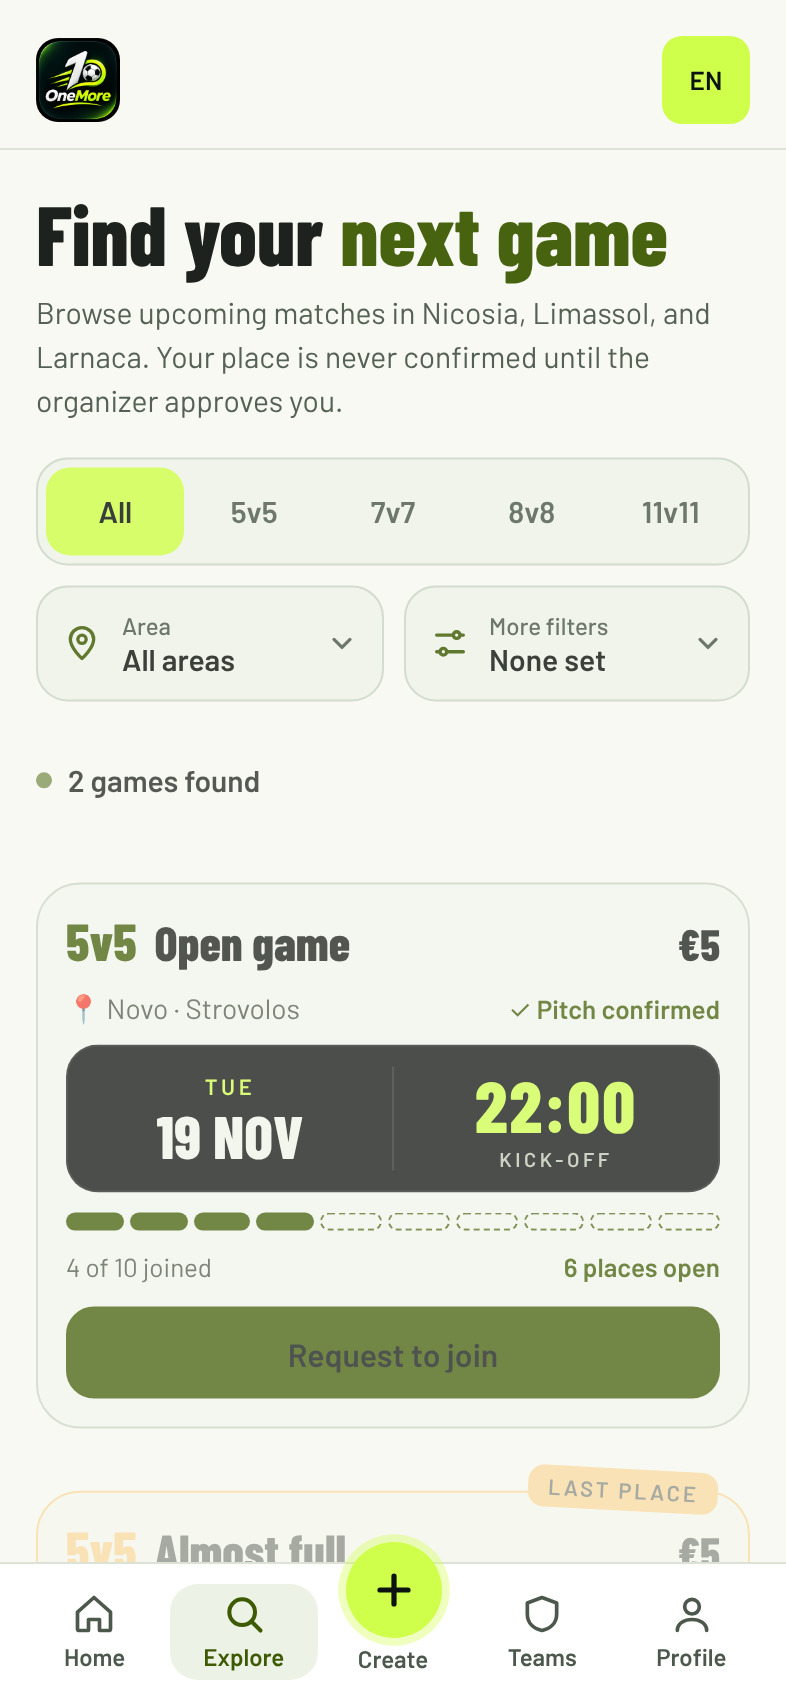 OneMore
EN
Find your next game
Browse upcoming matches in Nicosia, Limassol, and
Larnaca. Your place is never confirmed until the
organizer approves you.
All 5v5 7v7 8v8 11v11
Area
All areas
More filters
None set
2 games found
5v5 Open game €5
Novo · Strovolos ✓ Pitch confirmed
TUE
19 NOV
22:00
KICK-OFF
4 of 10 joined 6 places open
Request to join
LAST PLACE
5v5 Almost full €5
Home Explore Create Teams Profile